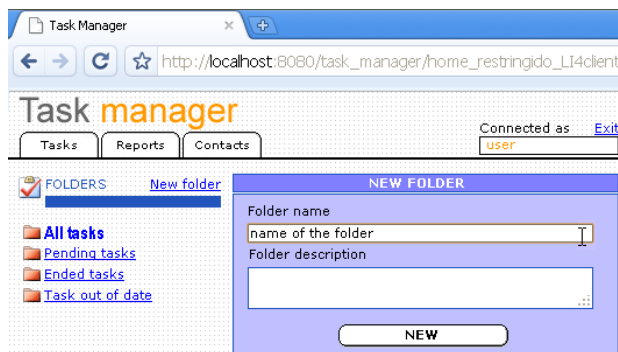 Task Manager
http://localhost:8080/task_manager/home_restringido_LI4client
Task manager
Connected as Exit
Tasks Reports Contacts
user
FOLDERS New folder
NEW FOLDER
Folder name
All tasks
name of the folder
Pending tasks
Folder description
Ended tasks
Task out of date
NEW